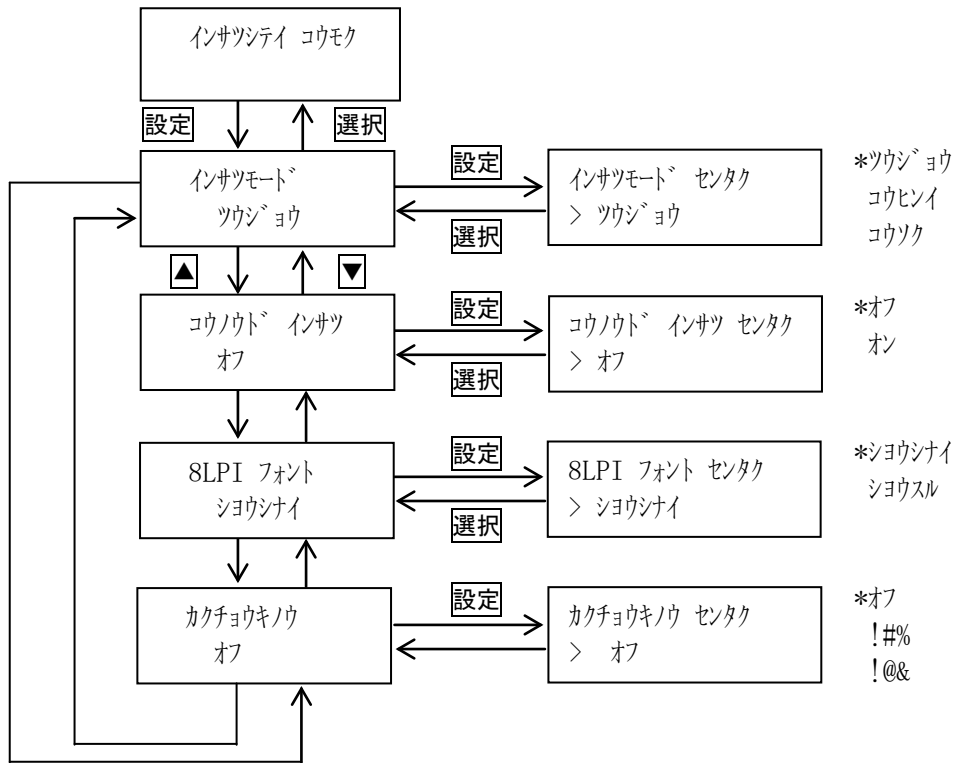 インサツシテイ コウモク
設定 選択
インサツモード
ツウジョウ
設定
選択
インサツモード センタク
> ツウジョウ
*ツウジョウ
コウヒンイ
コウソク
▲ ▼
コウノウド インサツ
オフ
設定
選択
コウノウド インサツ センタク
> オフ
*オフ
オン
8LPI フォント
ショウシナイ
設定
選択
8LPI フォント センタク
> ショウシナイ
*ショウシナイ
ショウスル
カクチョウキノウ
オフ
設定
カクチョウキノウ センタク
> オフ
*オフ
!#%
!@&